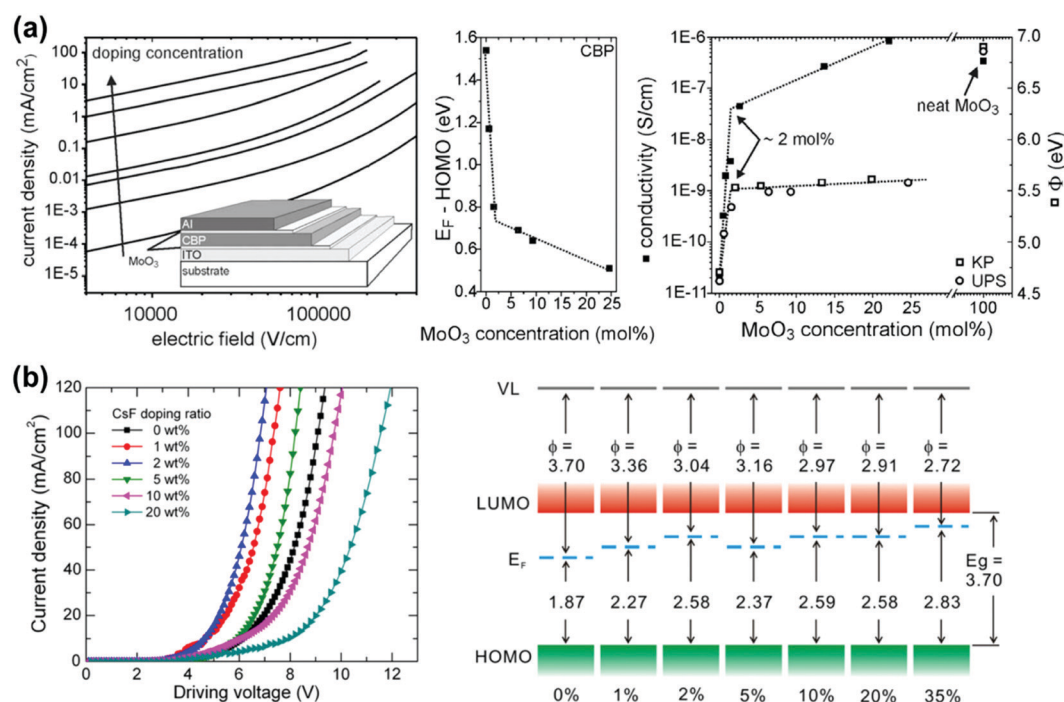 (a)
doping concentration
MoO3
Al
CBP
ITO
substrate
current density (mA/cm2)
100
10
1
0.1
0.01
1E-3
1E-4
1E-5
10000
100000
electric field (V/cm)
CBP
EF - HOMO (eV)
1.6
1.4
1.2
1.0
0.8
0.6
0.4
0
5
10
15
20
25
MoO3 concentration (mol%)
■ conductivity (S/cm)
1E-6
1E-7
1E-8
1E-9
1E-10
1E-11
~ 2 mol%
neat MoO3
□ KP
○ UPS
0
5
10
15
20
25
100
MoO3 concentration (mol%)
7.0
6.5
6.0
5.5
5.0
4.5
□ Φ (eV)
(b)
CsF doping ratio
0 wt%
1 wt%
2 wt%
5 wt%
10 wt%
20 wt%
Current density (mA/cm2)
120
100
80
60
40
20
0
0
2
4
6
8
10
12
Driving voltage (V)
VL
ϕ = ϕ = ϕ = ϕ = ϕ = ϕ = ϕ =
3.70 3.36 3.04 3.16 2.97 2.91 2.72
LUMO
EF
Eg =
3.70
1.87 2.27 2.58 2.37 2.59 2.58 2.83
HOMO
0% 1% 2% 5% 10% 20% 35%